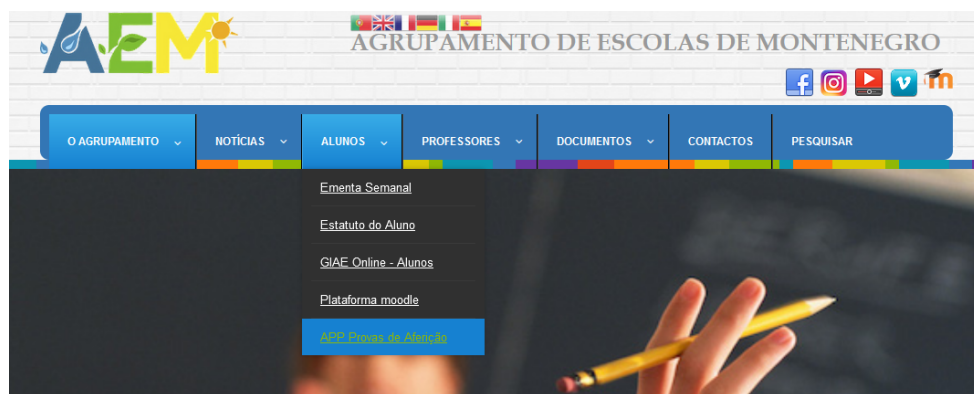 AEM
AGRUPAMENTO DE ESCOLAS DE MONTENEGRO
O AGRUPAMENTO NOTÍCIAS ALUNOS PROFESSORES DOCUMENTOS CONTACTOS PESQUISAR
Ementa Semanal
Estatuto do Aluno
GIAE Online - Alunos
Plataforma moodle
APP Provas de Aferição